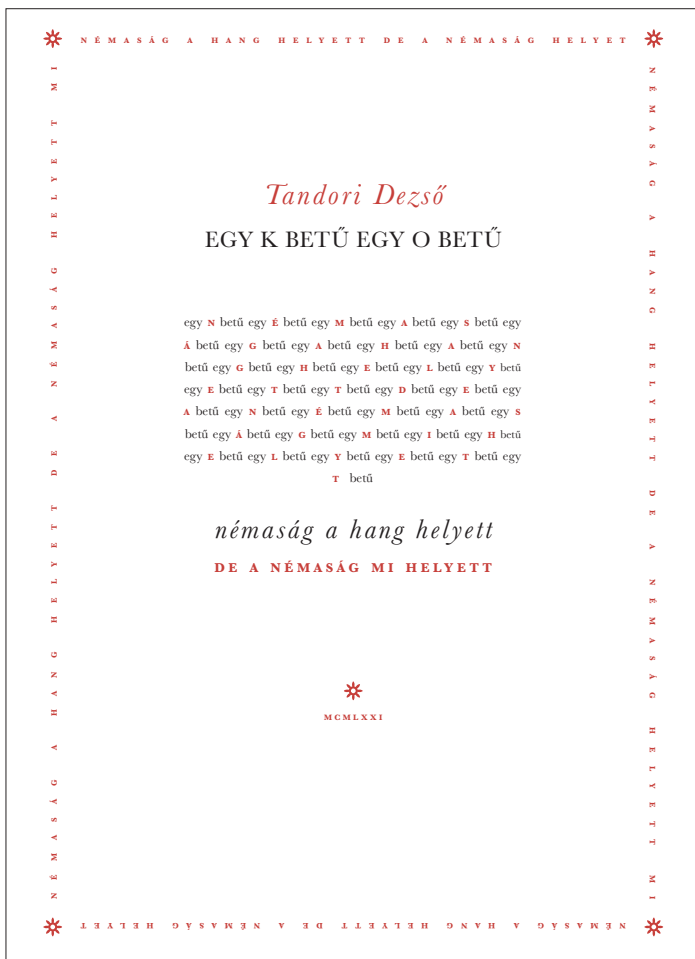 NÉMASÁG A HANG HELYETT DE A NÉMASÁG HELYET
NÉMASÁG A HANG HELYETT DE A NÉMASÁG HELYETT MI
Tandori Dezső
EGY K BETŰ EGY O BETŰ
egy N betű egy É betű egy M betű egy A betű egy S betű egy
Á betű egy G betű egy A betű egy H betű egy A betű egy N
betű egy G betű egy H betű egy E betű egy L betű egy Y betű
egy E betű egy T betű egy T betű egy D betű egy E betű egy
A betű egy N betű egy É betű egy M betű egy A betű egy S
betű egy Á betű egy G betű egy M betű egy I betű egy H betű
egy E betű egy L betű egy Y betű egy E betű egy T betű egy
T betű
némaság a hang helyett
DE A NÉMASÁG MI HELYETT
MCMLXXI
NÉMASÁG A HANG HELYETT DE A NÉMASÁG HELYETT MI
NÉMASÁG A HANG HELYETT DE A NÉMASÁG HELYET